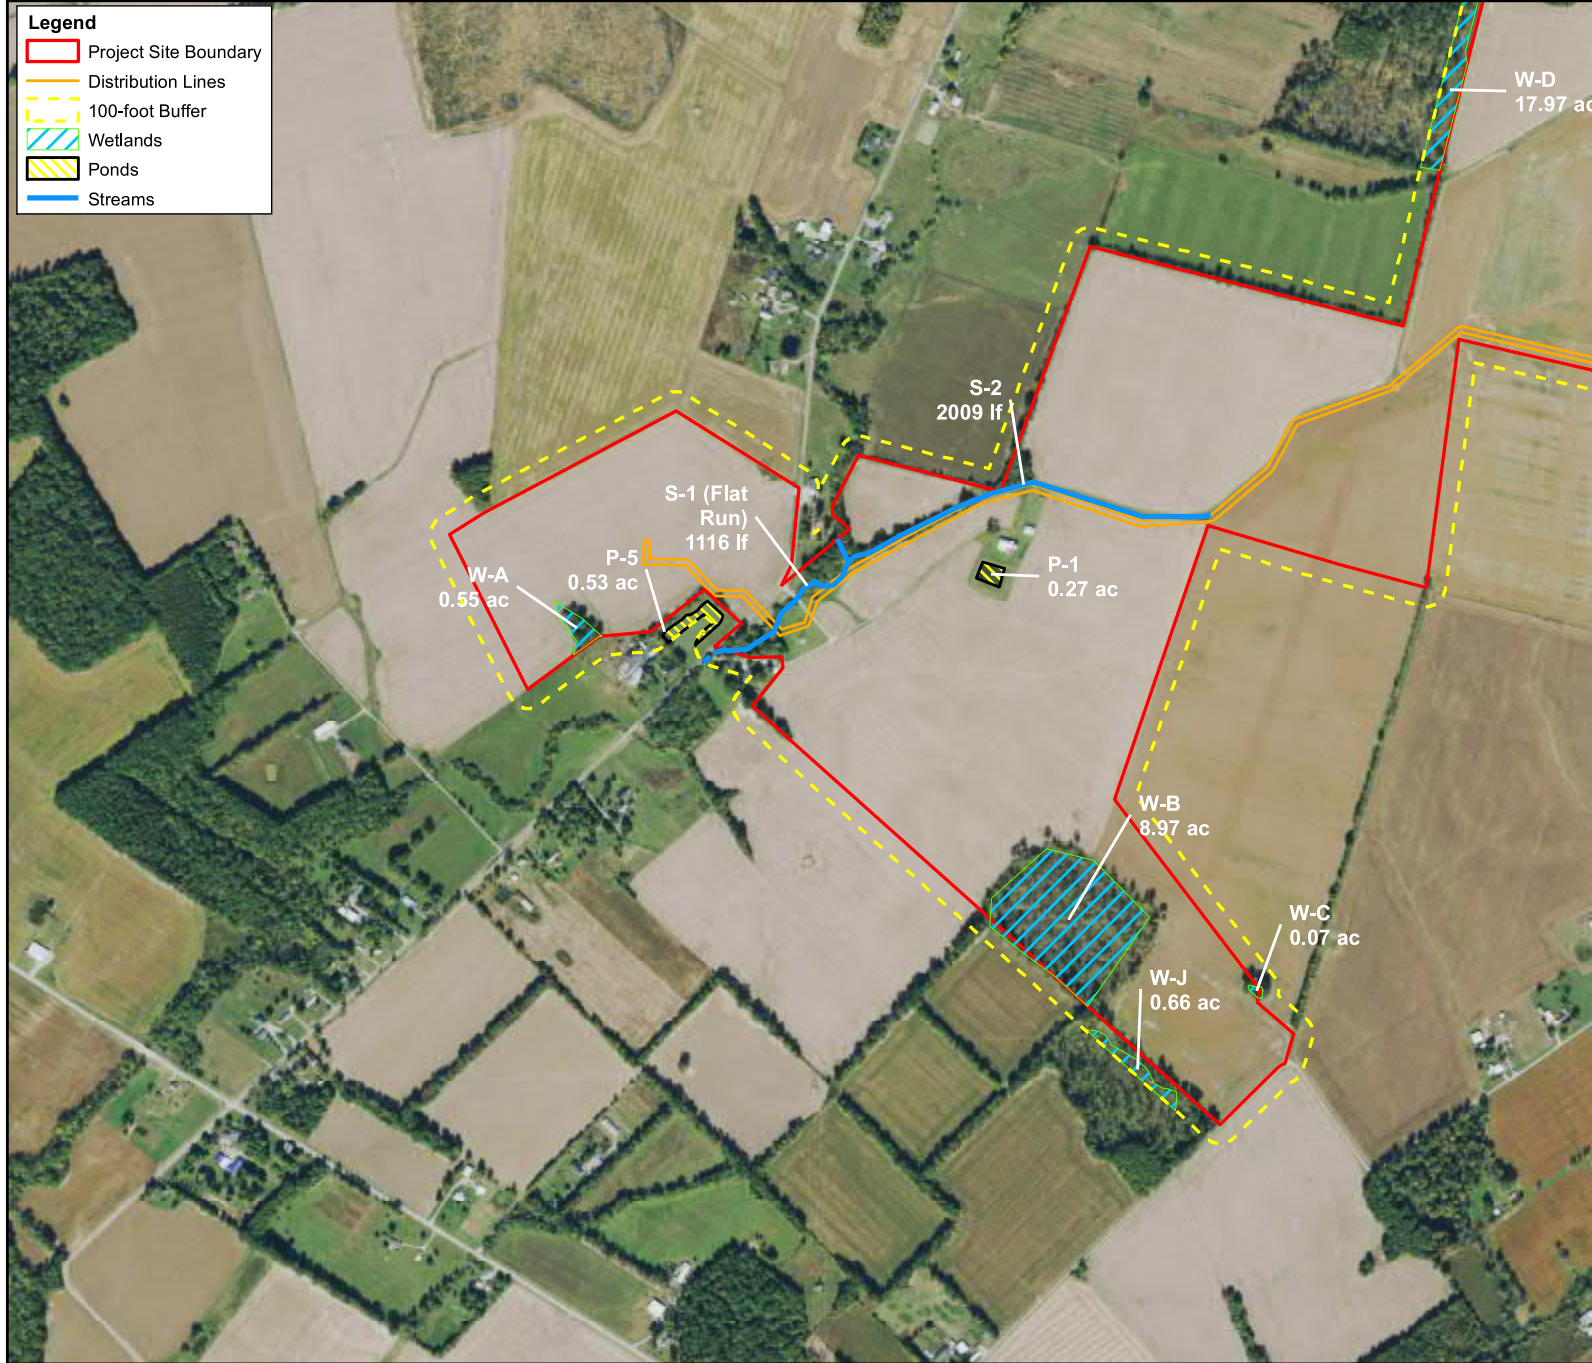 Legend
Project Site Boundary
Distribution Lines
100-foot Buffer
Wetlands
Ponds
Streams
W-D
17.97 ac
S-2
2009 lf
S-1 (Flat
Run)
1116 lf
P-5
0.53 ac
W-A
0.55 ac
P-1
0.27 ac
W-B
8.97 ac
W-C
0.07 ac
W-J
0.66 ac